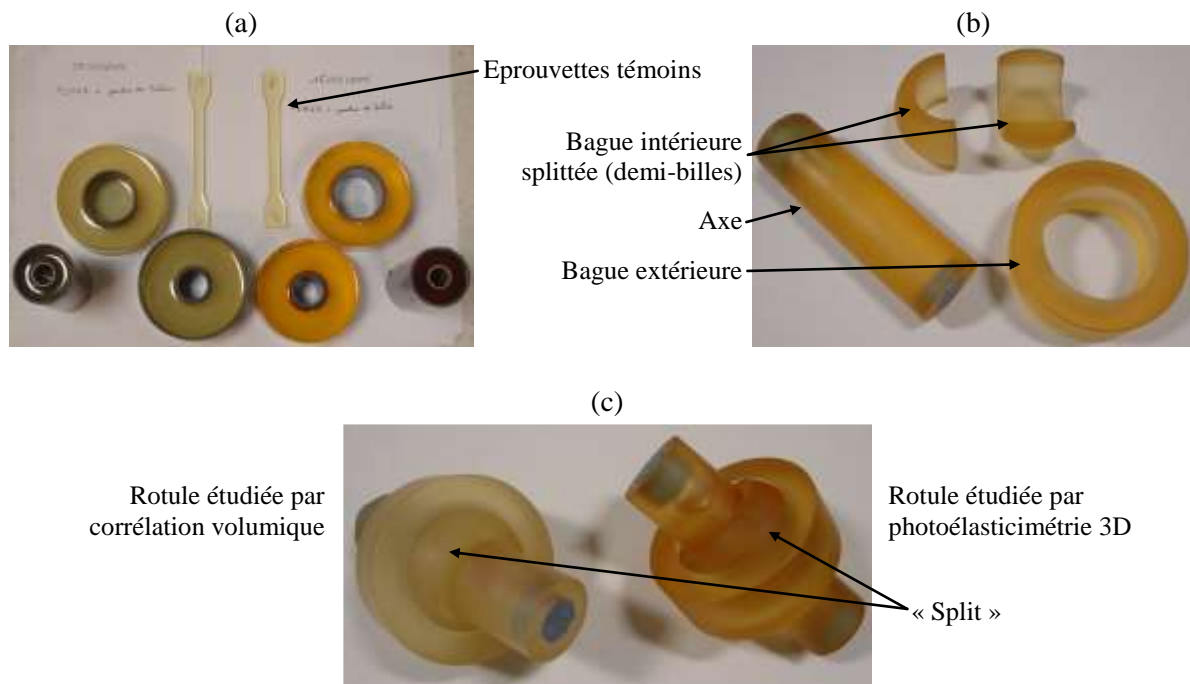 (a)
(b)
Eprouvettes témoins
Bague intérieure
splittée (demi-billes)
Axe
Bague extérieure
(c)
Rotule étudiée par
corrélation volumique
Rotule étudiée par
photoélasticimétrie 3D
« Split »